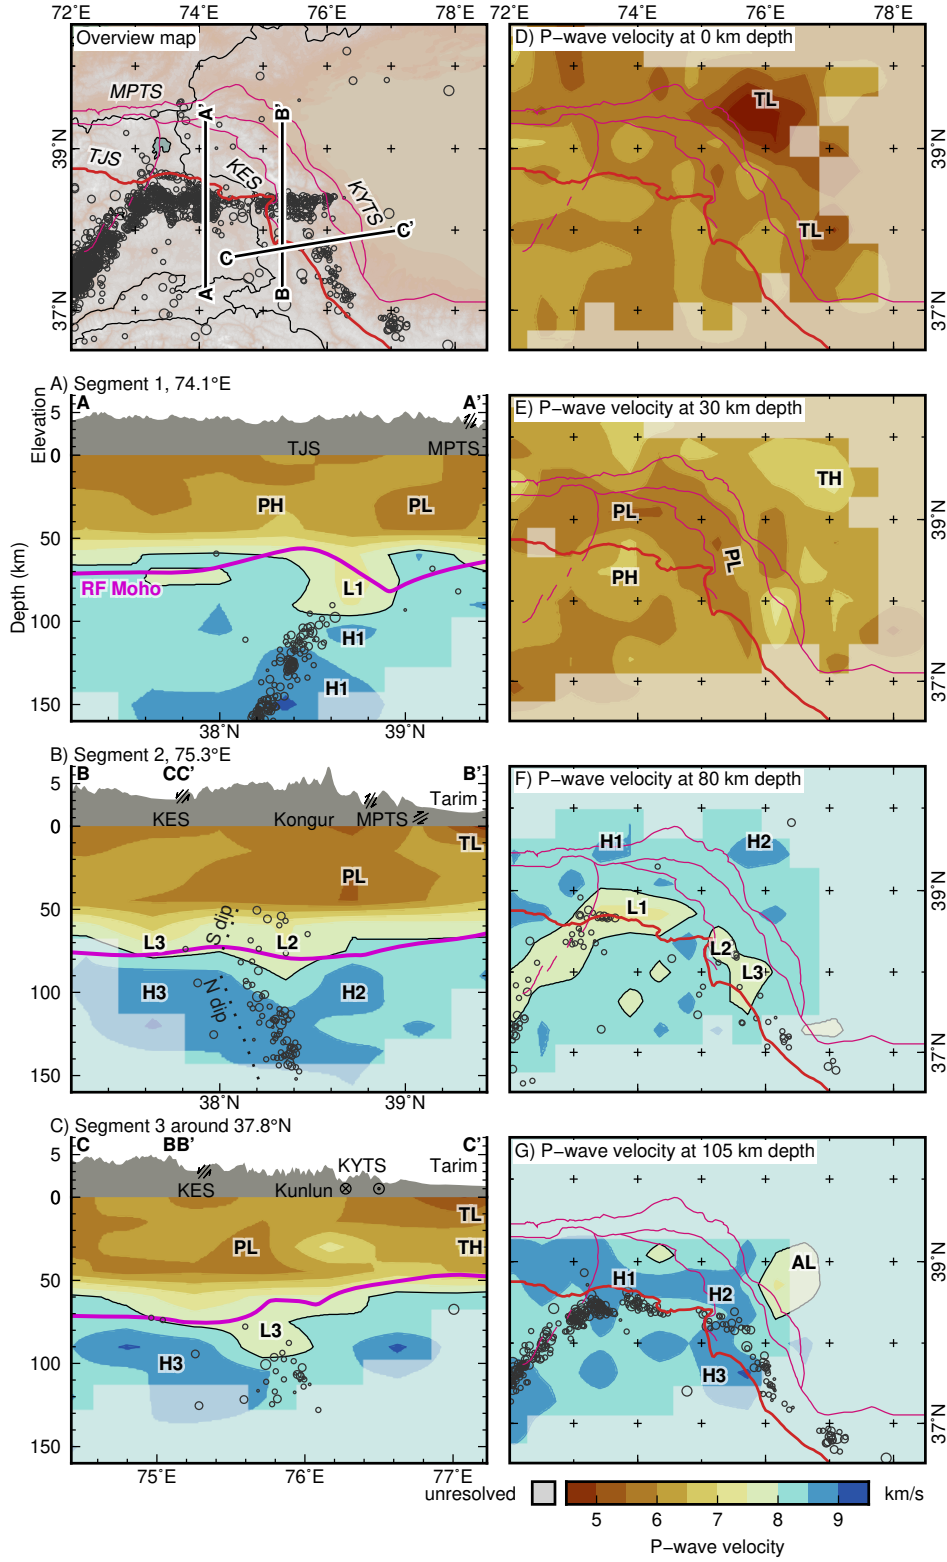 72˚E 74˚E 76˚E 78˚E
72˚E 74˚E 76˚E 78˚E
Overview map
MPTS
A'
B'
39˚N
TJS
KES
KYTS
C
C'
A
B
37˚N
D) P−wave velocity at 0 km depth
TL
TL
39˚N
37˚N
A) Segment 1, 74.1°E
A
A'
Elevation
5
0
TJS
MPTS
PH
PL
50
RF Moho
L1
Depth (km)
100
H1
H1
150
38˚N 39˚N
E) P−wave velocity at 30 km depth
TH
PL
PL
PH
39˚N
37˚N
B) Segment 2, 75.3°E
B
CC'
B'
5
Tarim
KES
Kongur
MPTS
0
TL
PL
50
S dip
L3
L2
H3
N dip
H2
100
150
38˚N 39˚N
F) P−wave velocity at 80 km depth
H1
H2
L1
L2
L3
39˚N
37˚N
C) Segment 3 around 37.8°N
C
BB'
C'
5
KYTS
Tarim
KES
Kunlun
0
TL
PL
TH
50
L3
H3
100
150
75˚E 76˚E 77˚E
G) P−wave velocity at 105 km depth
AL
H1
H2
H3
39˚N
37˚N
unresolved
km/s
5 6 7 8 9
P−wave velocity